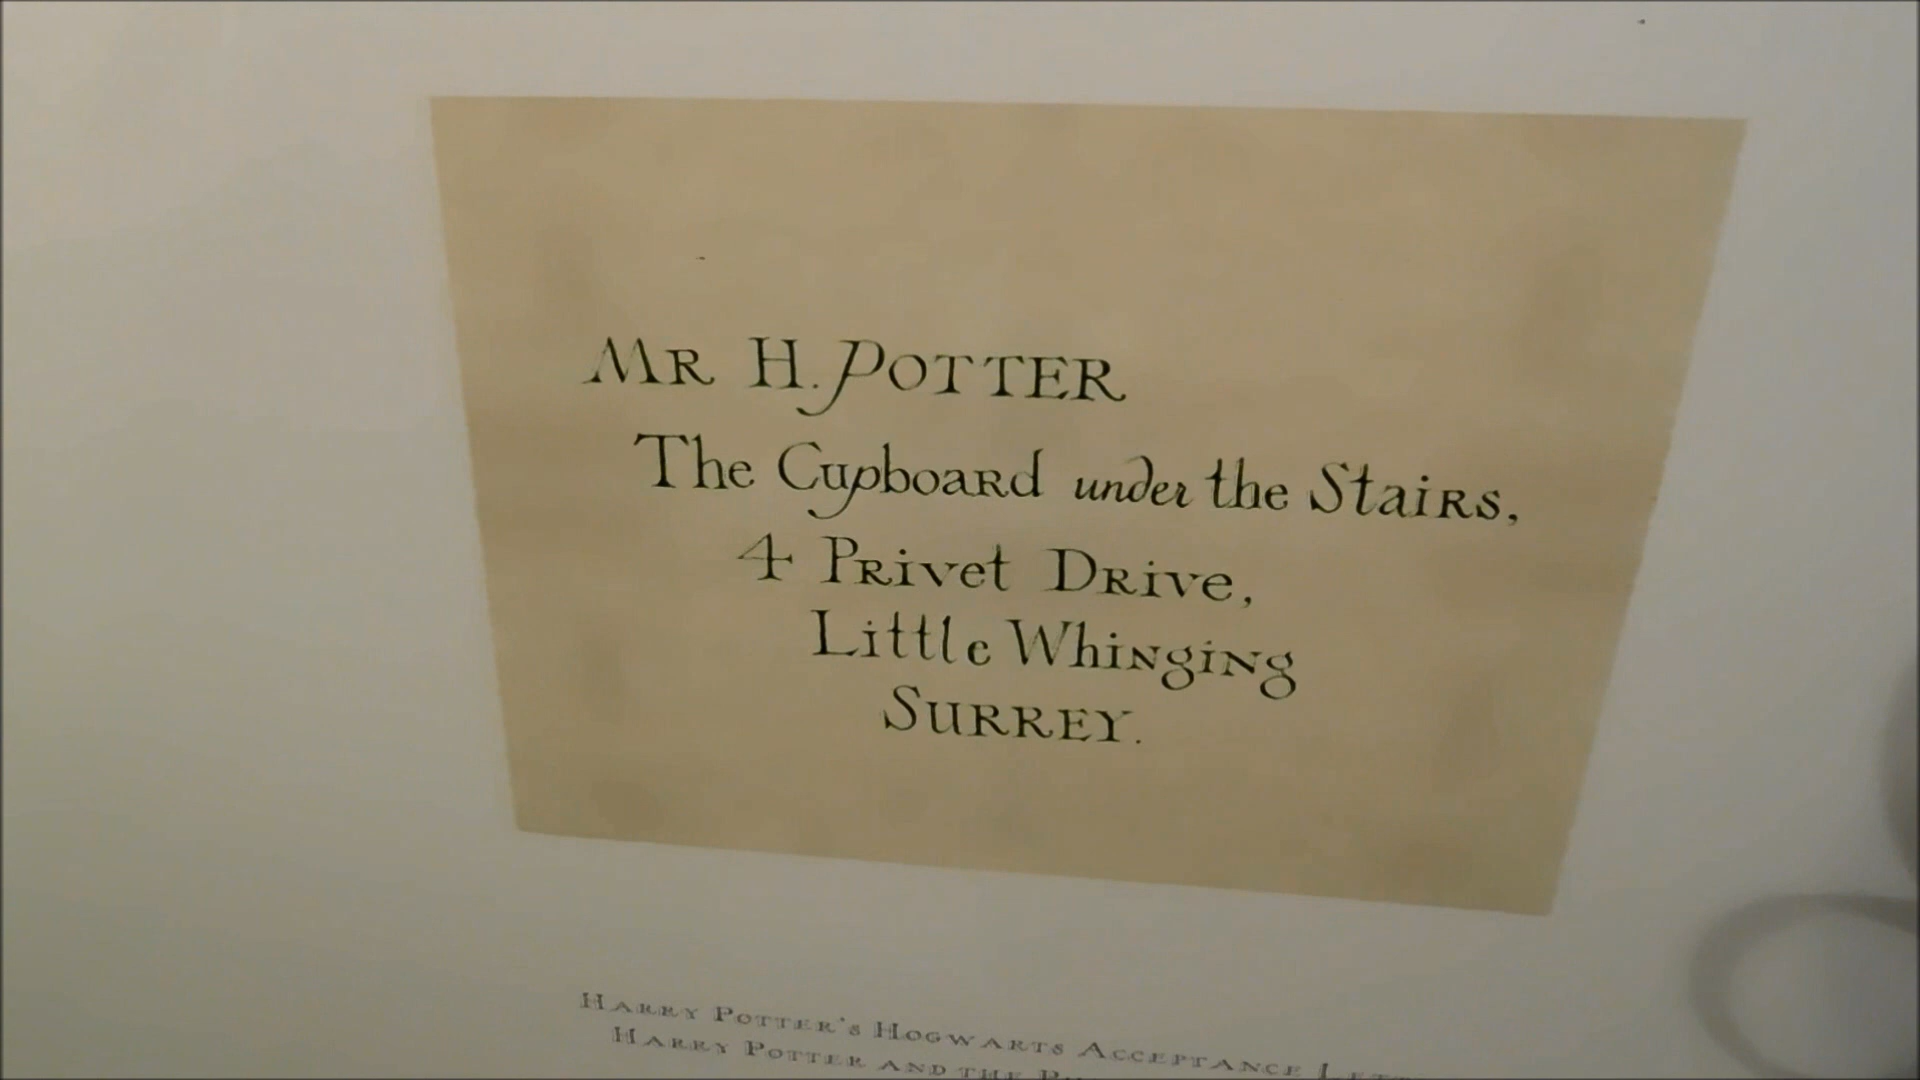 Mr H. Potter
The Cupboard under the Stairs,
4 Privet Drive,
Little Whinging
Surrey.
Harry Potter's Hogwarts Acceptance
Harry Potter and the